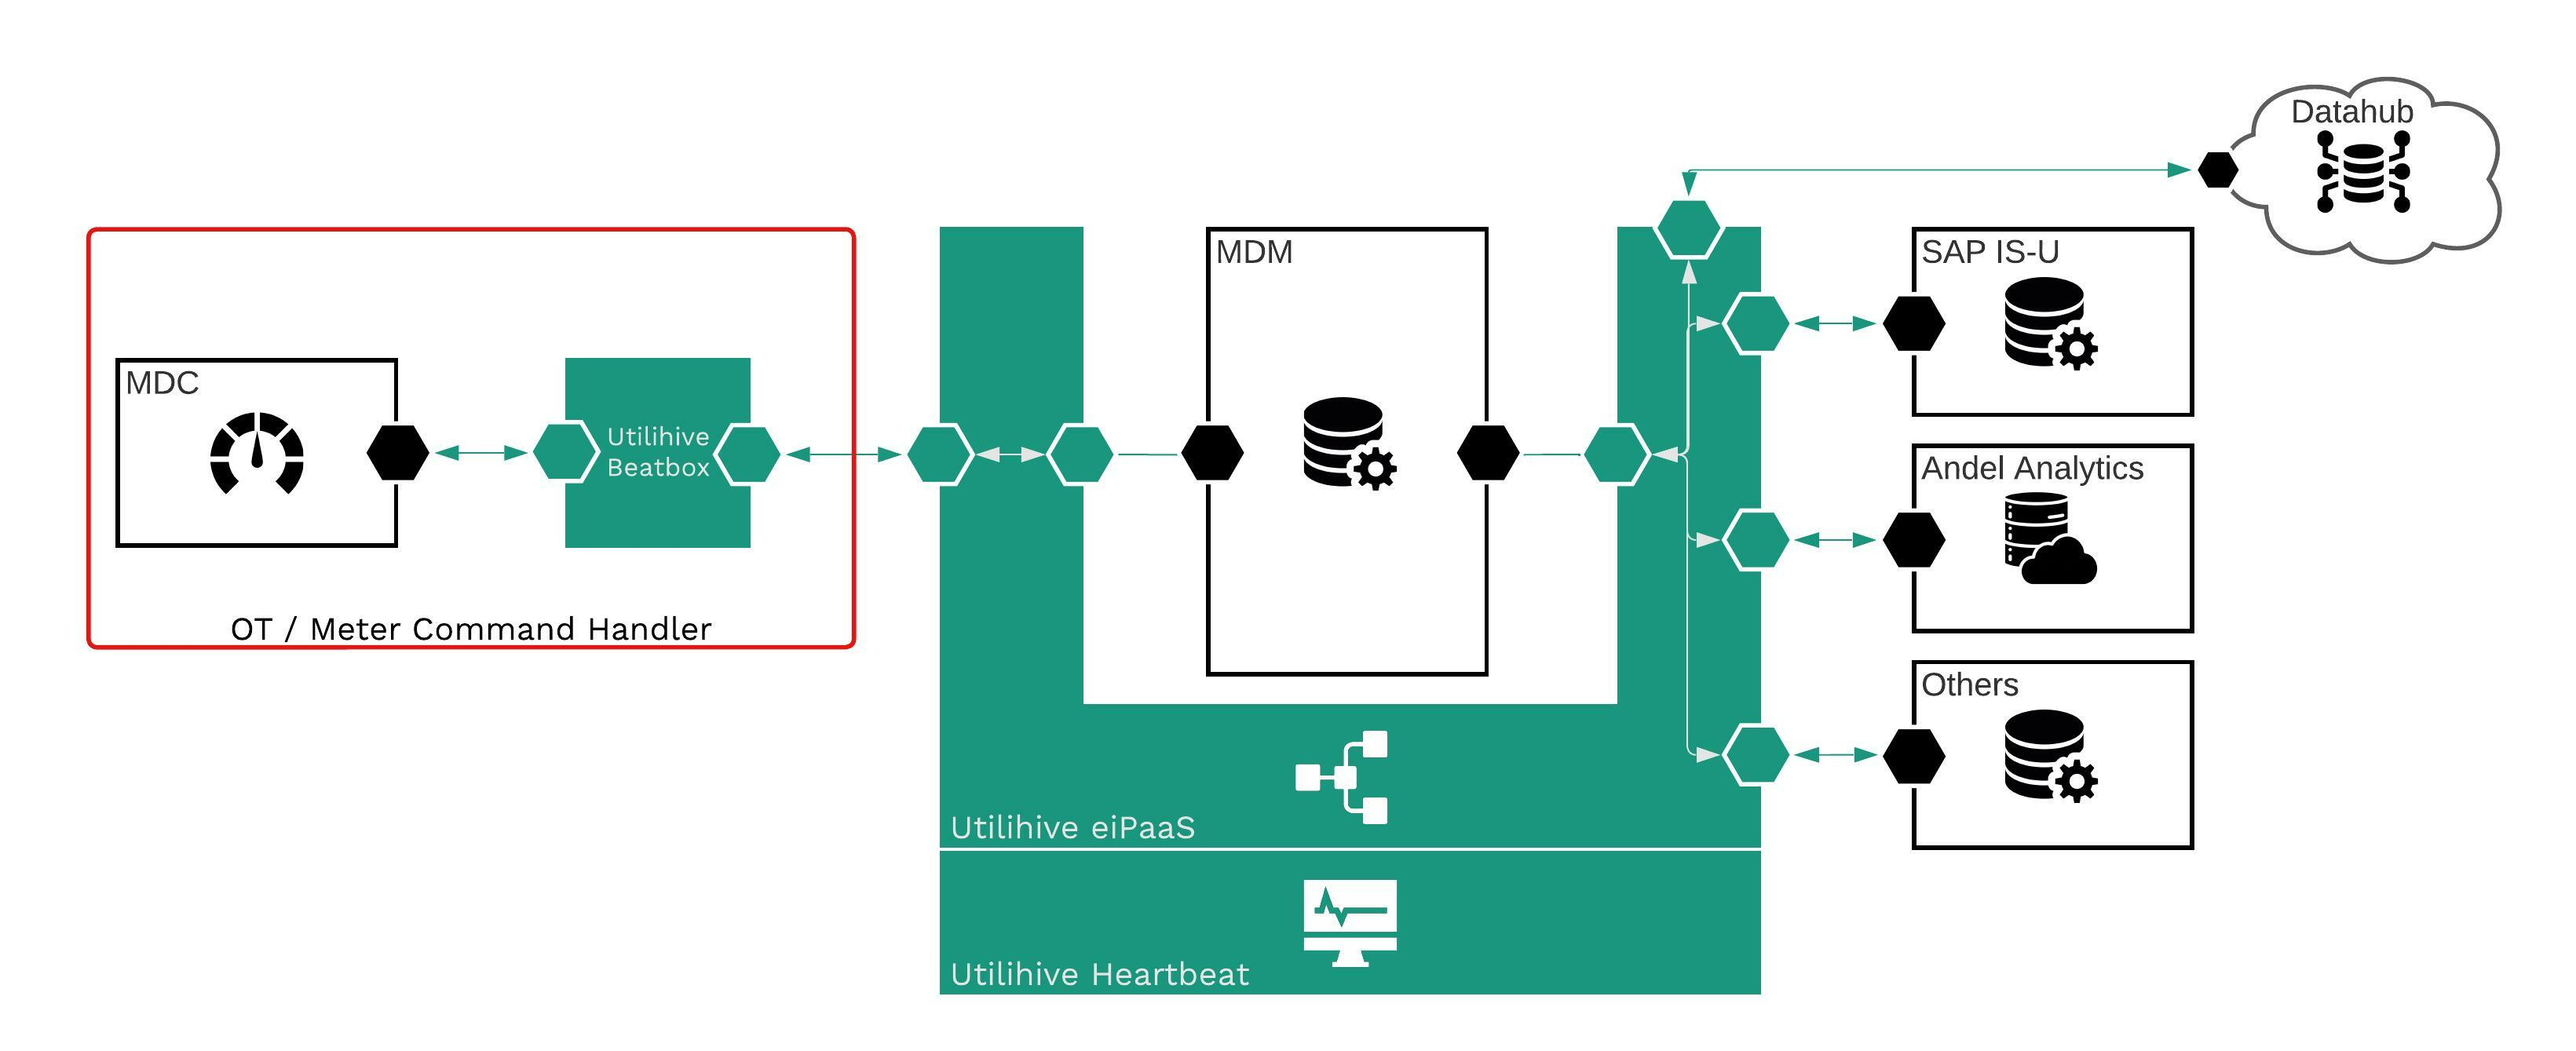 Datahub
MDM
SAP IS-U
MDC
Utilihive
Beatbox
Andel Analytics
OT / Meter Command Handler
Others
Utilihive eiPaaS
Utilihive Heartbeat